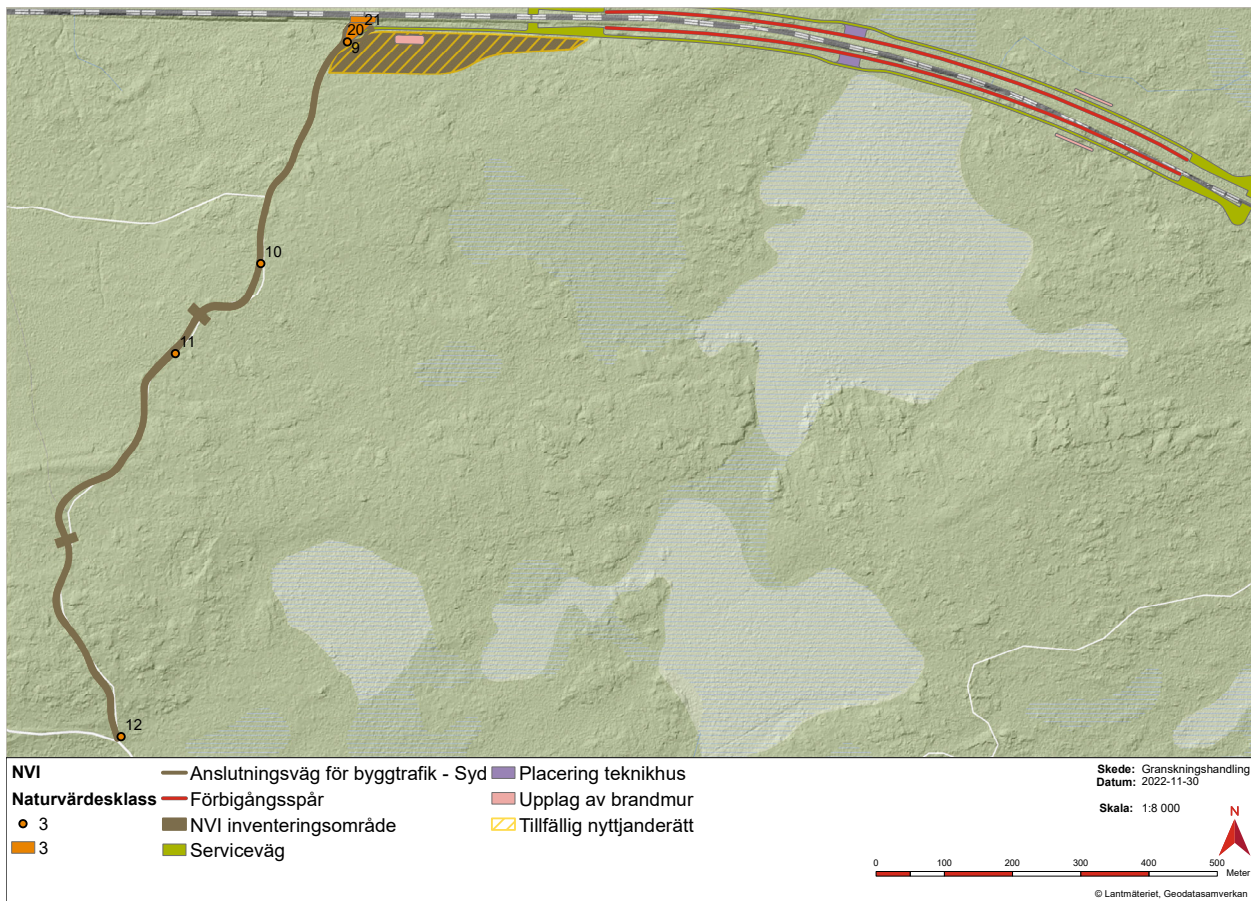 21
20
9
10
11
12
NVI
Naturvärdesklass
3
3
Anslutningsväg för byggtrafik - Syd
Förbigångsspår
NVI inventeringsområde
Serviceväg
Placering teknikhus
Upplag av brandmur
Tillfällig nyttjanderätt
Skede: Granskningshandling
Datum: 2022-11-30
Skala: 1:8 000
N
0 100 200 300 400 500
Meter
© Lantmäteriet, Geodatasamverkan